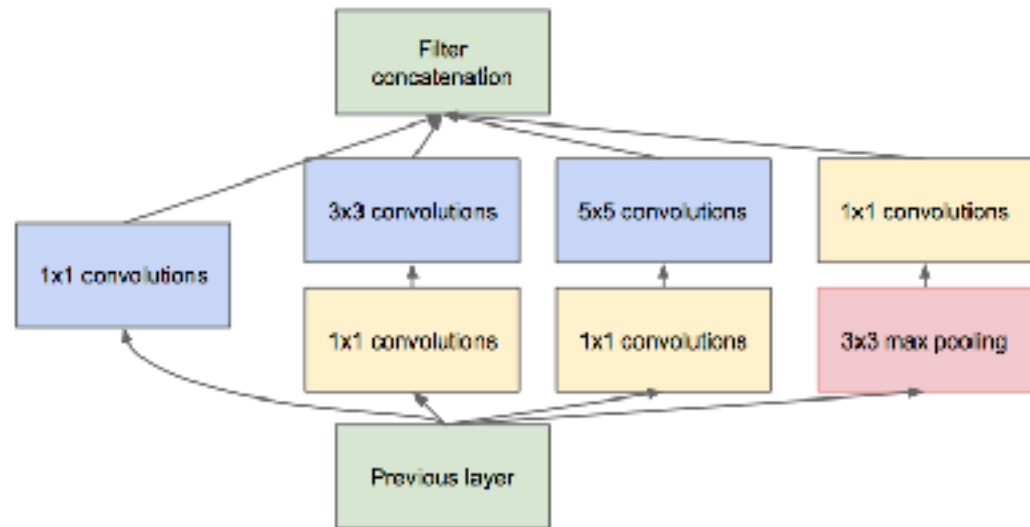 Filter
concatenation
3x3 convolutions
5x5 convolutions
1x1 convolutions
1x1 convolutions
1x1 convolutions
1x1 convolutions
3x3 max pooling
Previous layer